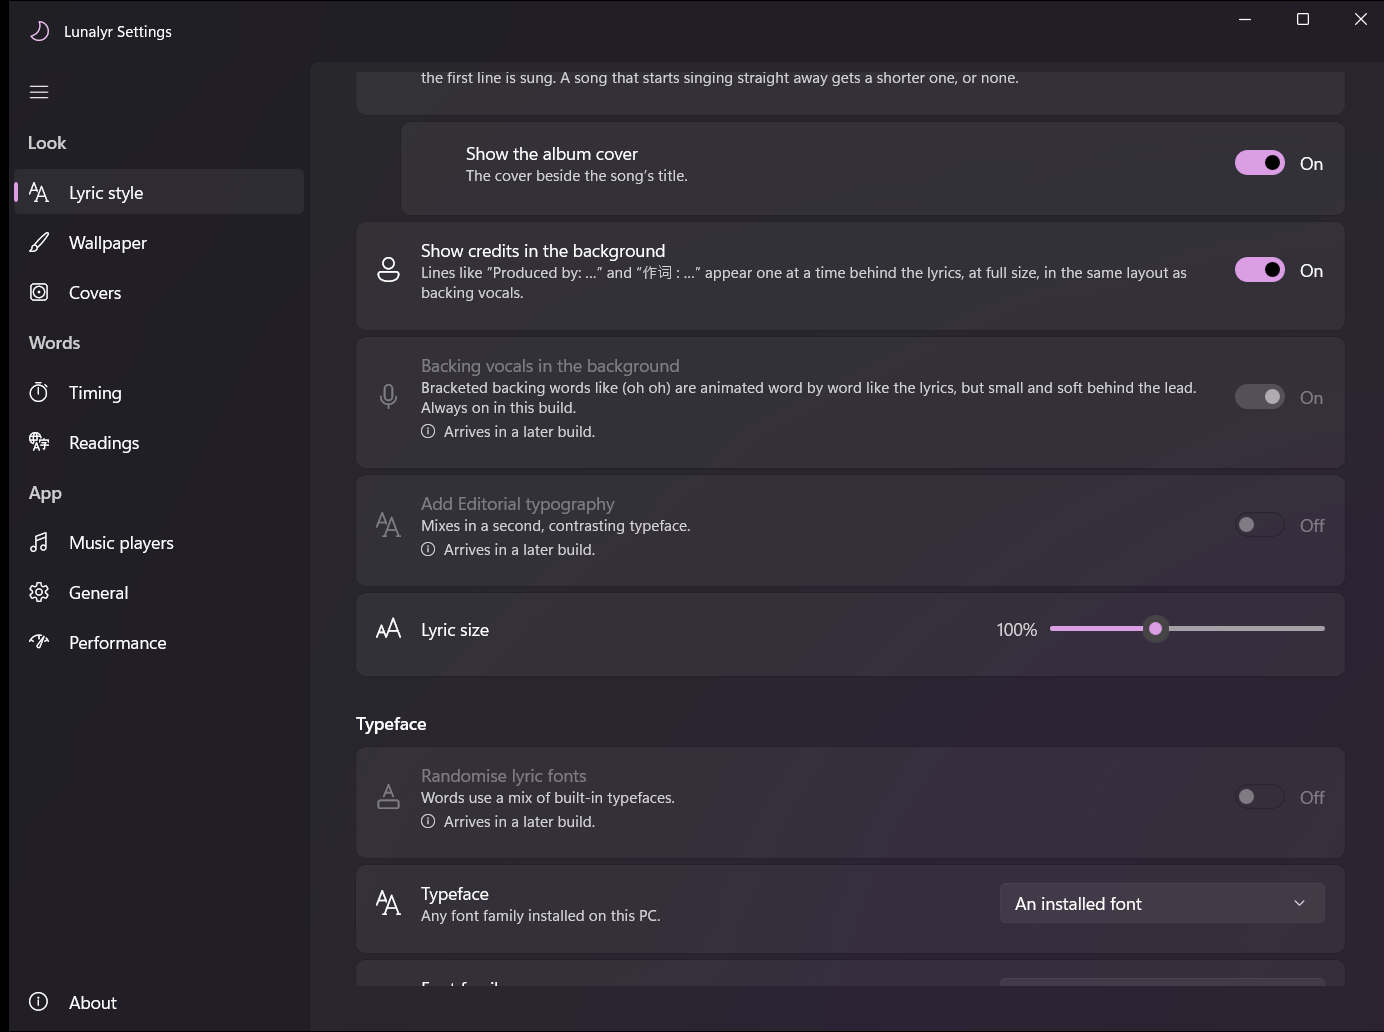 Lunalyr Settings
Look
Lyric style
Wallpaper
Covers
Words
Timing
Readings
App
Music players
General
Performance
About
the first line is sung. A song that starts singing straight away gets a shorter one, or none.
Show the album cover
The cover beside the song’s title.
On
Show credits in the background
Lines like “Produced by: …” and “作词 : …” appear one at a time behind the lyrics, at full size, in the same layout as
backing vocals.
On
Backing vocals in the background
Bracketed backing words like (oh oh) are animated word by word like the lyrics, but small and soft behind the lead.
Always on in this build.
Arrives in a later build.
On
Add Editorial typography
Mixes in a second, contrasting typeface.
Arrives in a later build.
Off
Lyric size
100%
Typeface
Randomise lyric fonts
Words use a mix of built-in typefaces.
Arrives in a later build.
Off
Typeface
Any font family installed on this PC.
An installed font